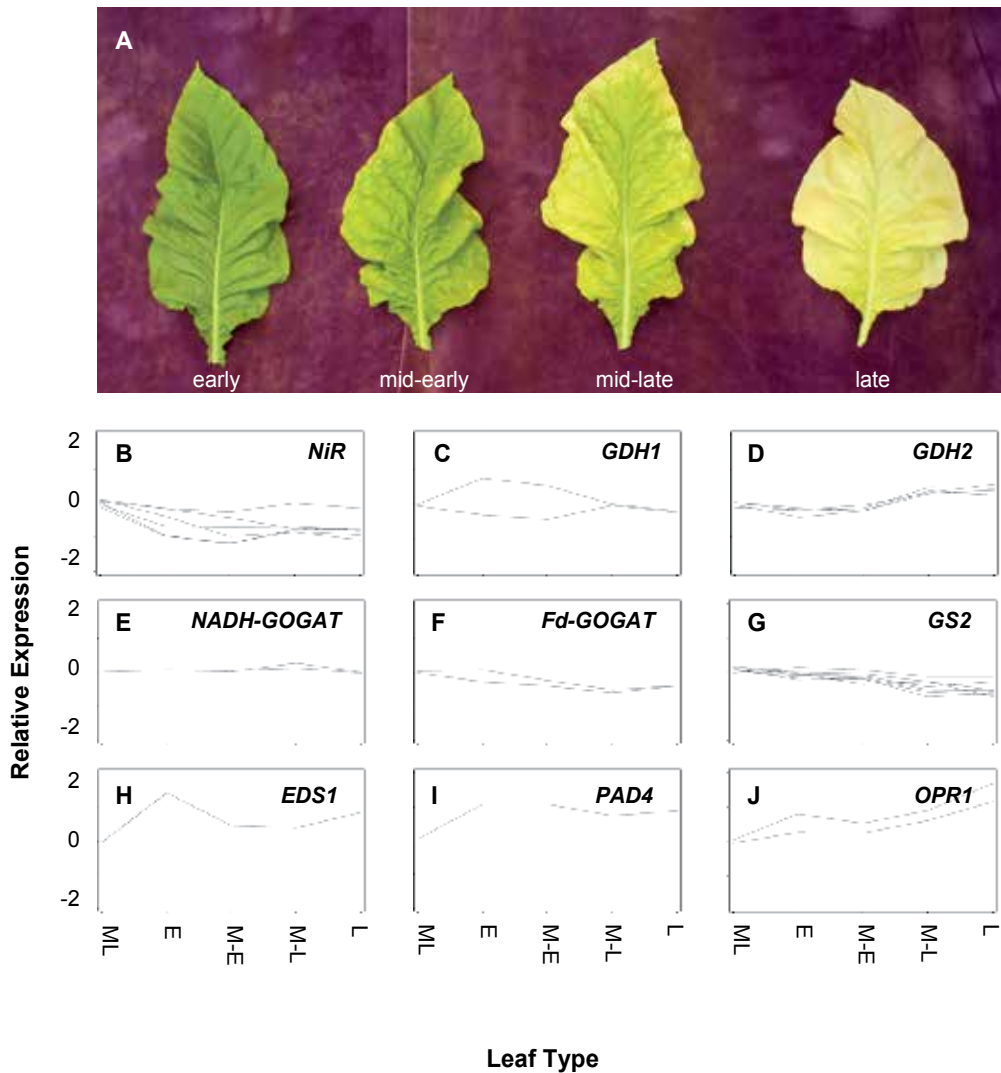 A
early mid-early mid-late late
B NiR
C GDH1
D GDH2
2
0
-2
E NADH-GOGAT
F Fd-GOGAT
G GS2
2
0
-2
H EDS1
I PAD4
J OPR1
2
0
-2
Relative Expression
ML E M-E M-L L
ML E M-E M-L L
ML E M-E M-L L
Leaf Type